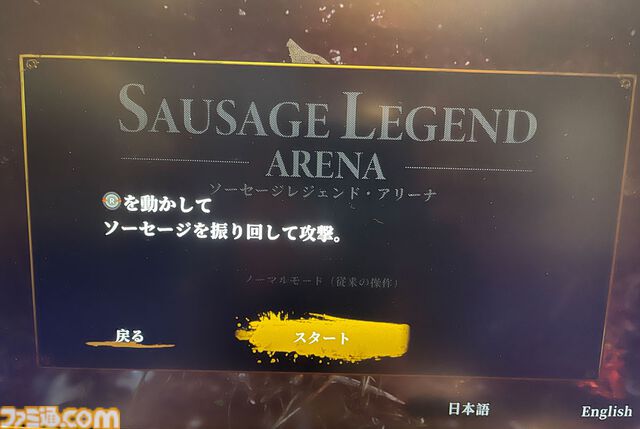 SAUSAGE LEGEND
ARENA
ソーセージレジェンド・アリーナ
Ⓡを動かして
ソーセージを振り回して攻撃。
ノーマルモード（従来の操作）
戻る
スタート
日本語
English
ファミ通.com